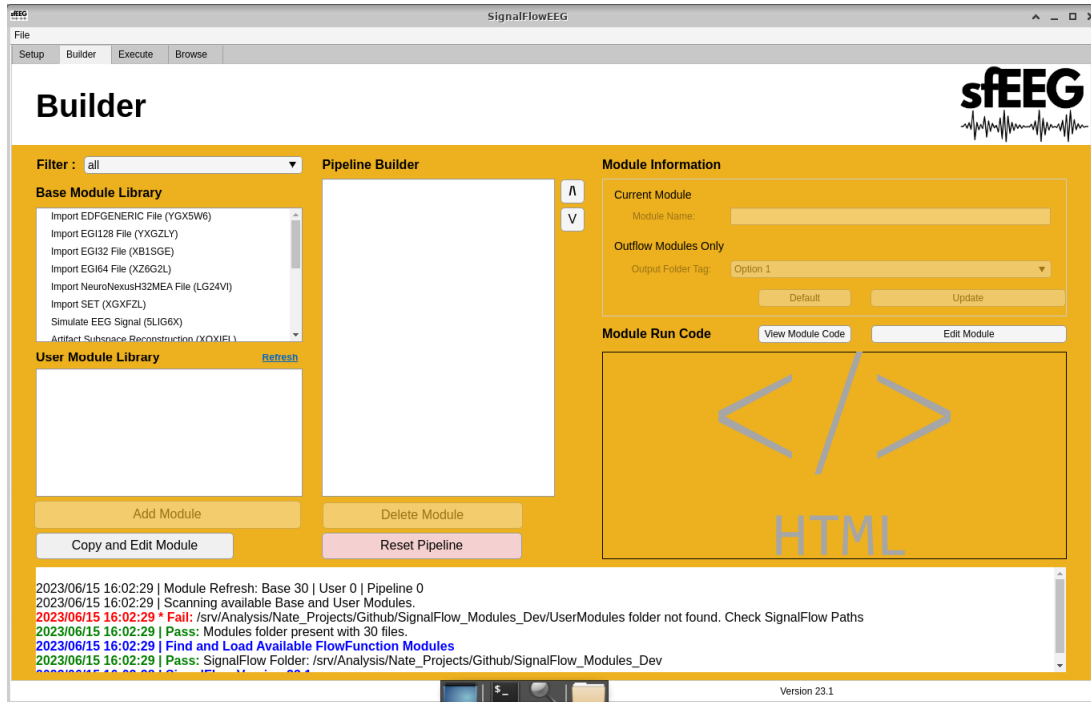 sfEEG
SignalFlowEEG
File
Setup Builder Execute Browse
Builder
sfEEG
Filter : all
Base Module Library
Import EDFGENERIC File (YGX5W6)
Import EGI128 File (YXGZLY)
Import EGI32 File (XB1SGE)
Import EGI64 File (XZ6G2L)
Import NeuroNexusH32MEA File (LG24VI)
Import SET (XGXFZL)
Simulate EEG Signal (5LIG6X)
Artifact Subspace Reconstruction (XOXIFL)
User Module Library Refresh
Add Module
Copy and Edit Module
Pipeline Builder
/\
V
Delete Module
Reset Pipeline
Module Information
Current Module
Module Name:
Outflow Modules Only
Output Folder Tag: Option 1
Default Update
Module Run Code View Module Code Edit Module
</>
HTML
2023/06/15 16:02:29 | Module Refresh: Base 30 | User 0 | Pipeline 0
2023/06/15 16:02:29 | Scanning available Base and User Modules.
2023/06/15 16:02:29 * Fail: /srv/Analysis/Nate_Projects/Github/SignalFlow_Modules_Dev/UserModules folder not found. Check SignalFlow Paths
2023/06/15 16:02:29 | Pass: Modules folder present with 30 files.
2023/06/15 16:02:29 | Find and Load Available FlowFunction Modules
2023/06/15 16:02:29 | Pass: SignalFlow Folder: /srv/Analysis/Nate_Projects/Github/SignalFlow_Modules_Dev
$_
Version 23.1